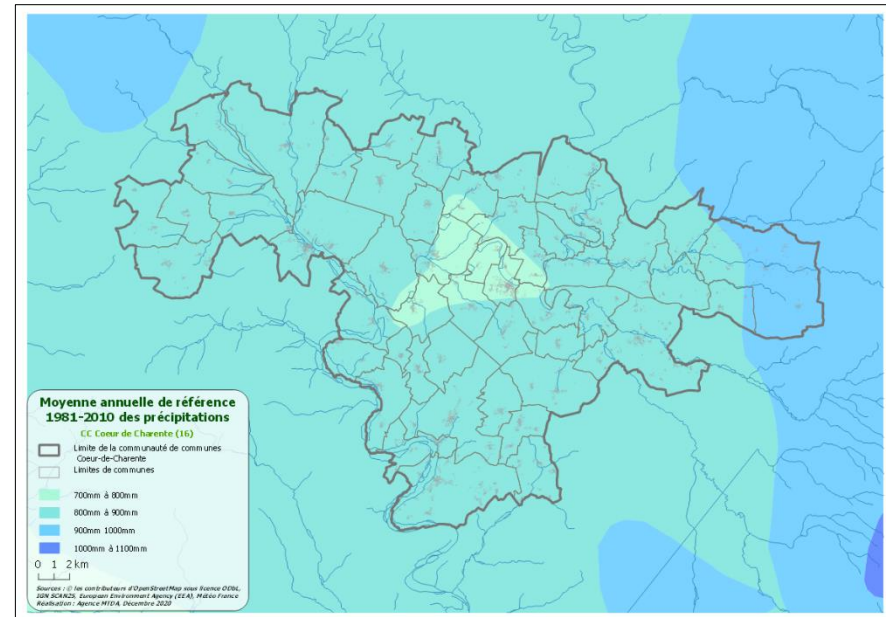 Moyenne annuelle de référence
1981-2010 des précipitations
CC Coeur de Charente (16)
Limite de la communauté de communes
Coeur-de-Charente
Limites de communes
700mm à 800mm
800mm à 900mm
900mm 1000mm
1000mm à 1100mm
0 1 2 km
Sources : © les contributeurs d'OpenStreetMap sous licence ODbL,
IGN SCAN25, European Environment Agency (EEA), Météo France
Réalisation : Agence MTDA, Décembre 2020